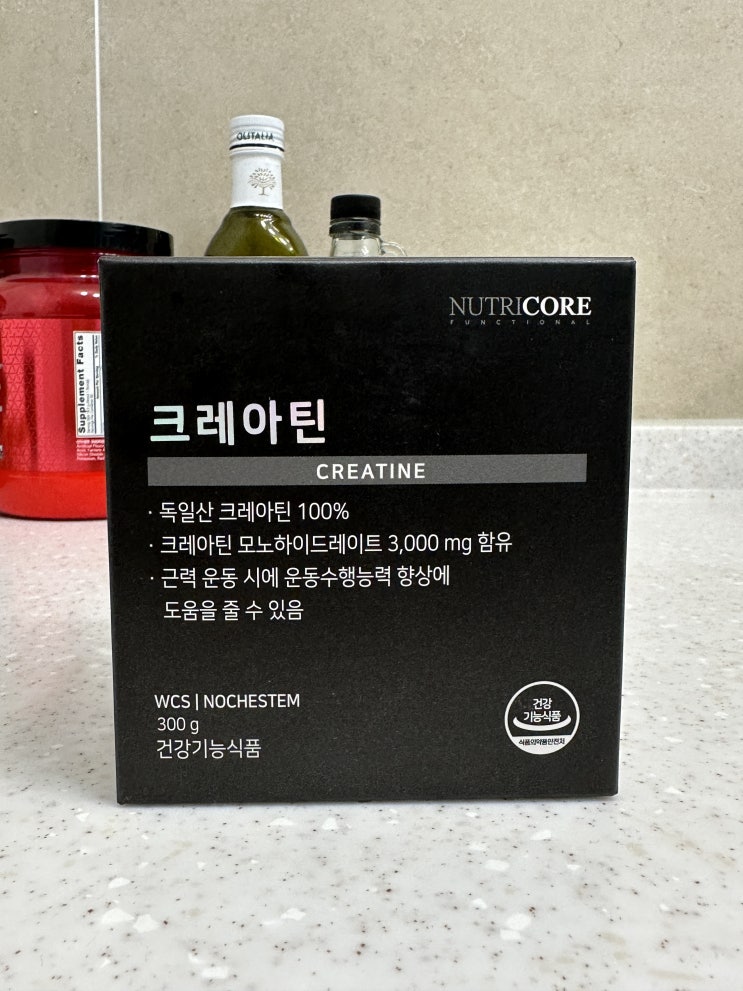 OLITALIA
NUTRICORE
FUNCTIONAL
크레아틴
CREATINE
· 독일산 크레아틴 100%
· 크레아틴 모노하이드레이트 3,000 mg 함유
· 근력 운동 시에 운동수행능력 향상에
도움을 줄 수 있음
WCS | NOCHESTEM
300 g
건강기능식품
건강
기능식품
식품의약품안전처
Supplement Facts